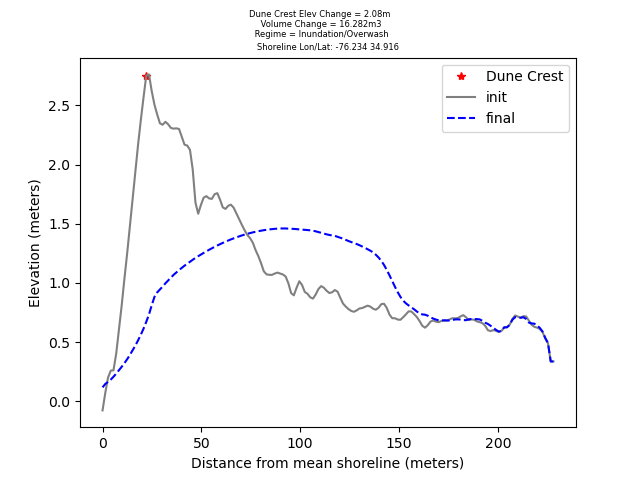 Dune Crest Elev Change = 2.08m
Volume Change = 16.282m3
Regime = Inundation/Overwash
Shoreline Lon/Lat: -76.234 34.916
Dune Crest
init
final
2.5
2.0
1.5
1.0
0.5
0.0
Elevation (meters)
0 50 100 150 200
Distance from mean shoreline (meters)